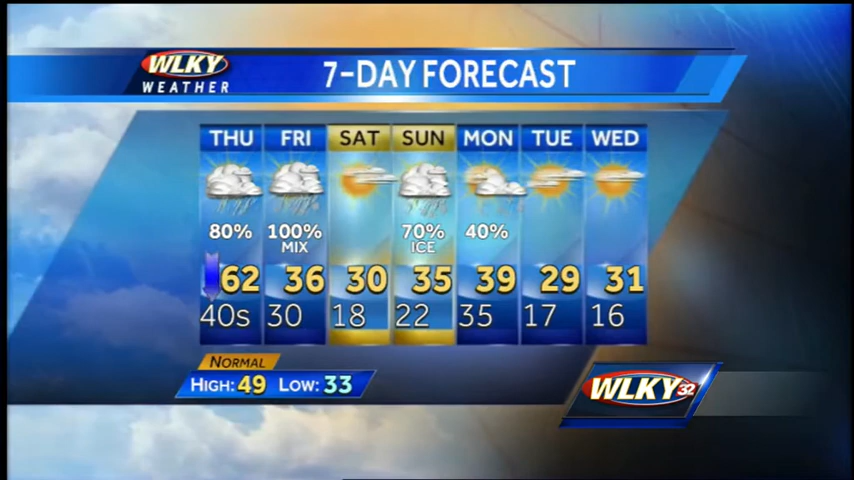 WLKY
WEATHER
7-DAY FORECAST
THU FRI SAT SUN MON TUE WED
80% 100% 70% 40%
MIX ICE
62 36 30 35 39 29 31
40s 30 18 22 35 17 16
NORMAL
HIGH: 49 LOW: 33
WLKY 32